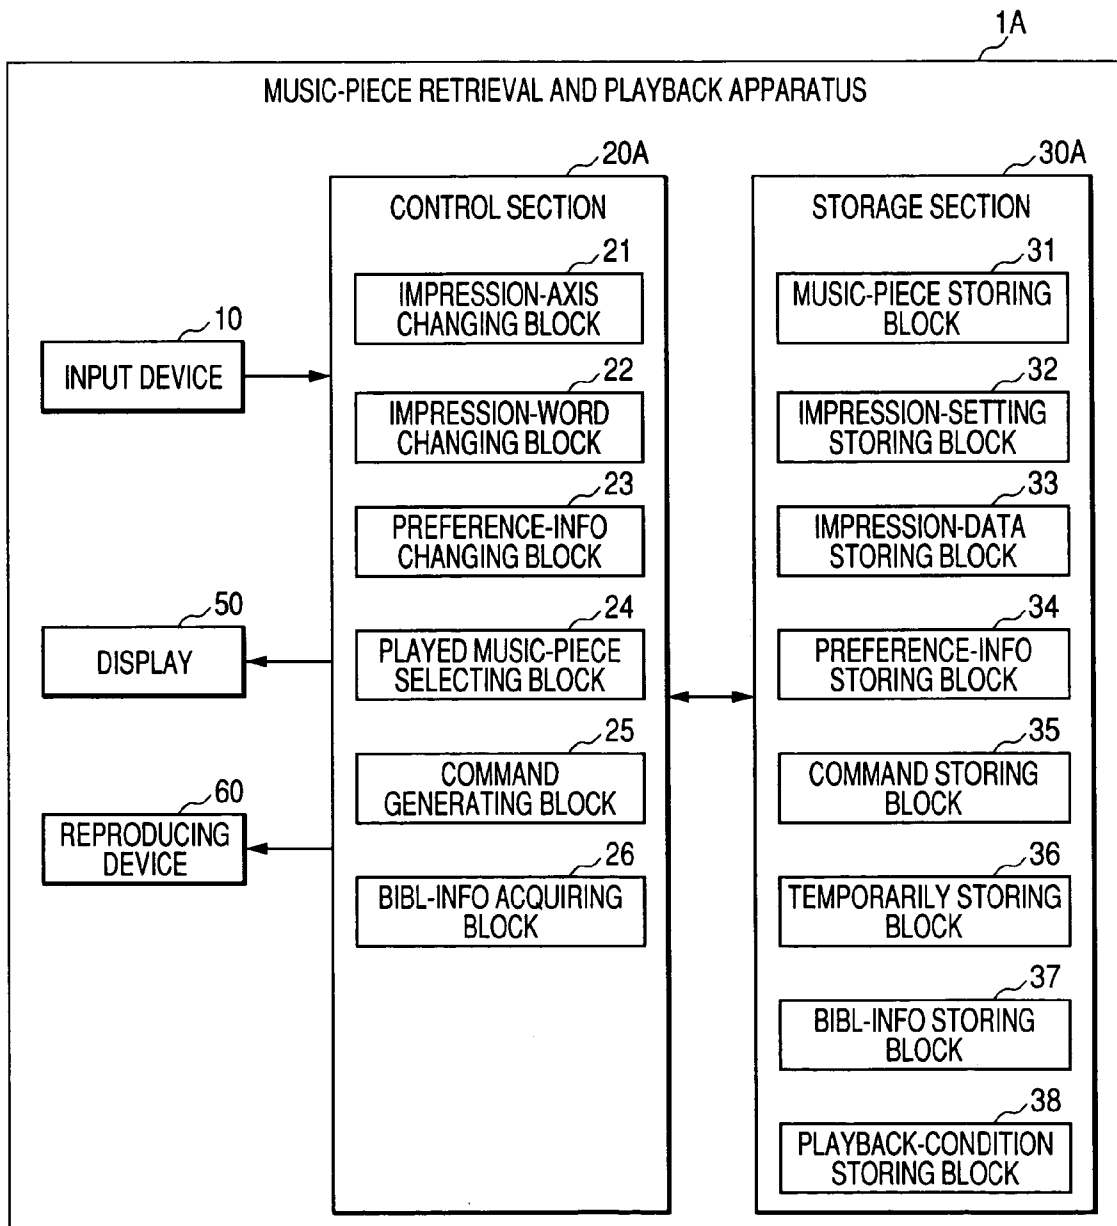 1A
MUSIC-PIECE RETRIEVAL AND PLAYBACK APPARATUS
10
INPUT DEVICE
50
DISPLAY
60
REPRODUCING
DEVICE
20A
CONTROL SECTION
21
IMPRESSION-AXIS
CHANGING BLOCK
22
IMPRESSION-WORD
CHANGING BLOCK
23
PREFERENCE-INFO
CHANGING BLOCK
24
PLAYED MUSIC-PIECE
SELECTING BLOCK
25
COMMAND
GENERATING BLOCK
26
BIBL-INFO ACQUIRING
BLOCK
30A
STORAGE SECTION
31
MUSIC-PIECE STORING
BLOCK
32
IMPRESSION-SETTING
STORING BLOCK
33
IMPRESSION-DATA
STORING BLOCK
34
PREFERENCE-INFO
STORING BLOCK
35
COMMAND STORING
BLOCK
36
TEMPORARILY STORING
BLOCK
37
BIBL-INFO STORING
BLOCK
38
PLAYBACK-CONDITION
STORING BLOCK